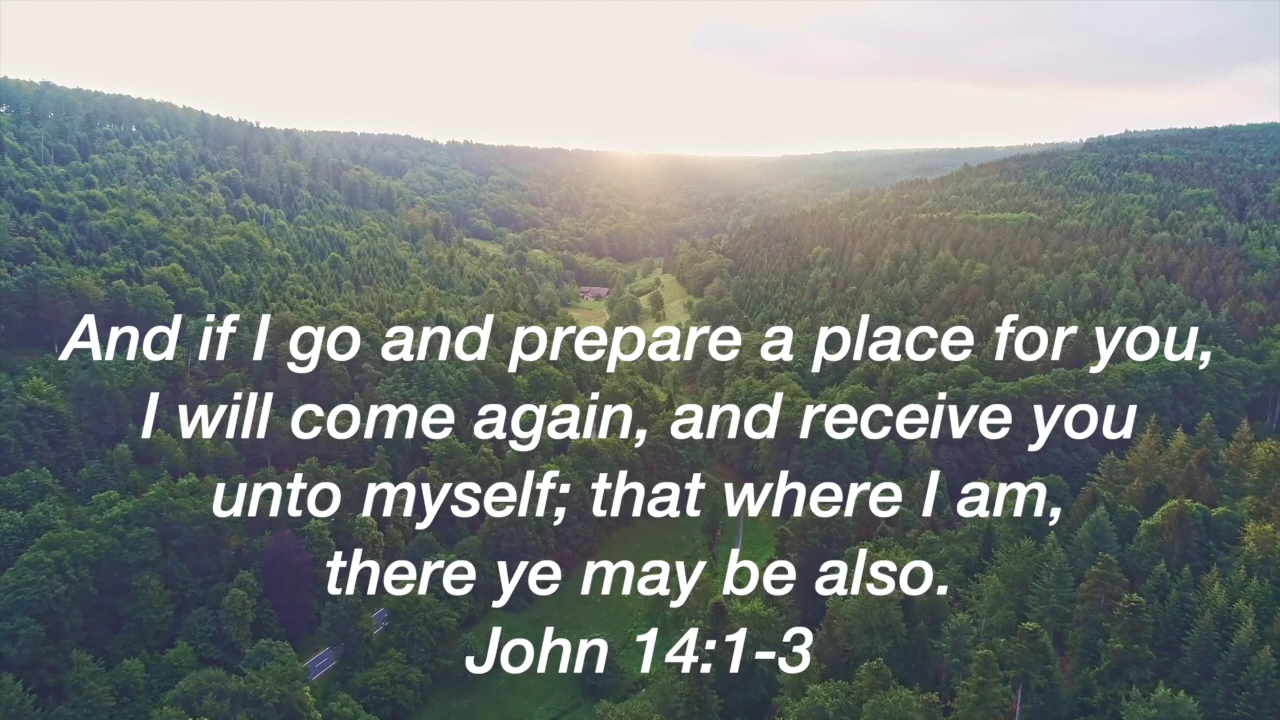 And if I go and prepare a place for you,
I will come again, and receive you
unto myself; that where I am,
there ye may be also.
John 14:1-3